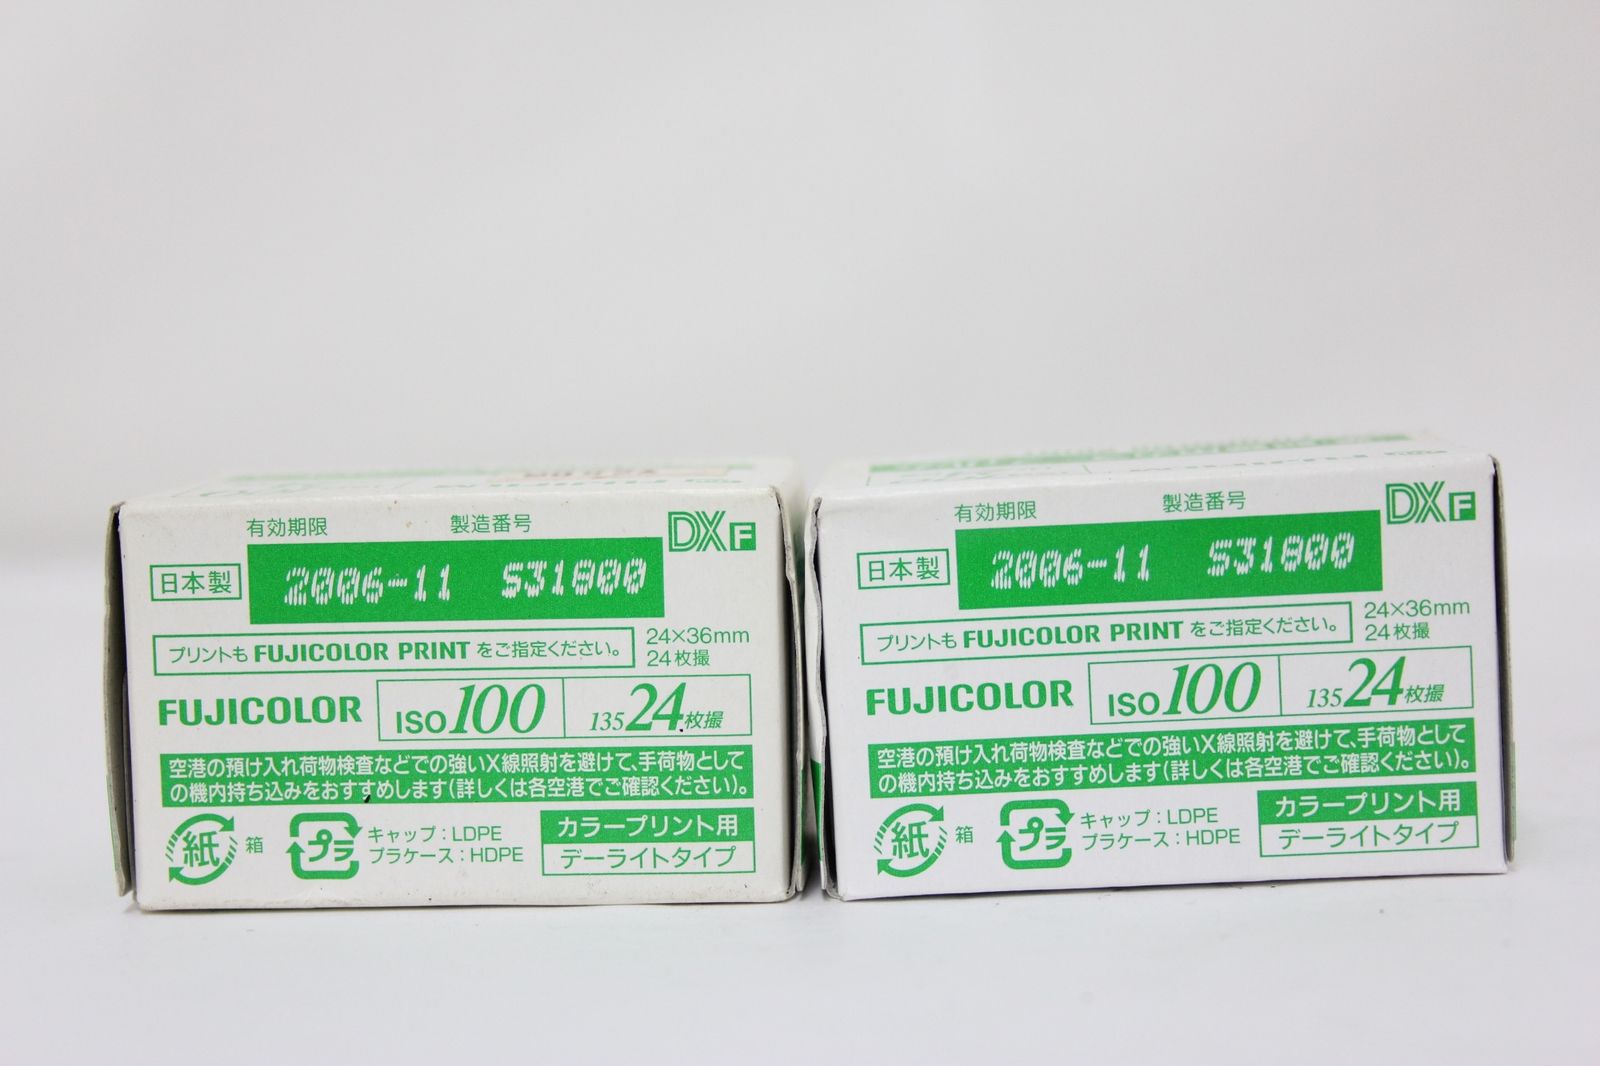 有効期限 製造番号 DXF
日本製 2006-11 S31800
プリントも FUJICOLOR PRINT をご指定ください。 24×36mm
24枚撮
FUJICOLOR ISO100 135 24枚撮
空港の預け入れ荷物検査などでの強いX線照射を避けて、手荷物として
の機内持ち込みをおすすめします(詳しくは各空港でご確認ください)。
紙 箱 プラ キャップ:LDPE カラープリント用
プラケース:HDPE デーライトタイプ
有効期限 製造番号 DXF
日本製 2006-11 S31800
プリントも FUJICOLOR PRINT をご指定ください。 24×36mm
24枚撮
FUJICOLOR ISO100 135 24枚撮
空港の預け入れ荷物検査などでの強いX線照射を避けて、手荷物として
の機内持ち込みをおすすめします(詳しくは各空港でご確認ください)。
紙 箱 プラ キャップ:LDPE カラープリント用
プラケース:HDPE デーライトタイプ